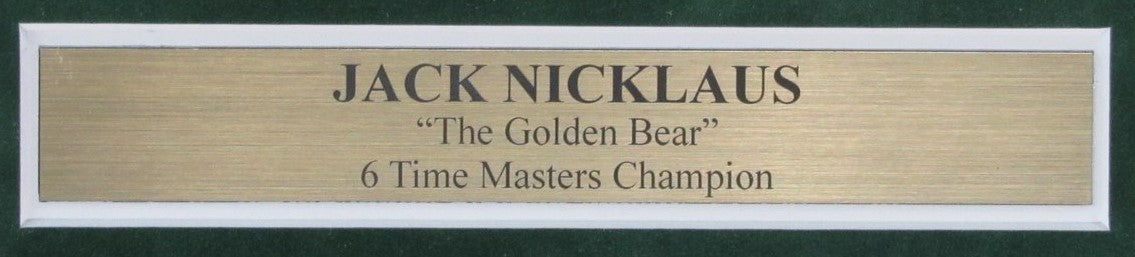 JACK NICKLAUS
“The Golden Bear”
6 Time Masters Champion